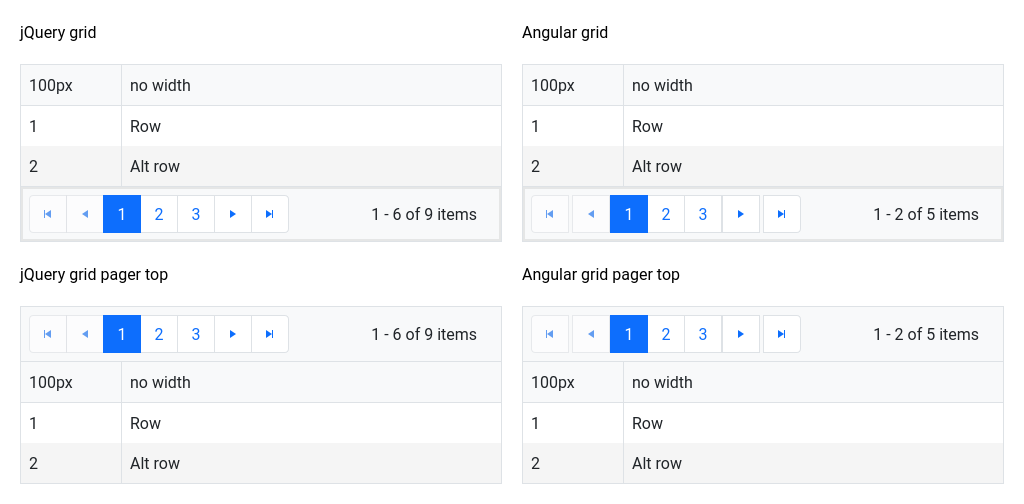 jQuery grid
100px no width
1 Row
2 Alt row
1 2 3 1 - 6 of 9 items
Angular grid
100px no width
1 Row
2 Alt row
1 2 3 1 - 2 of 5 items
jQuery grid pager top
1 2 3 1 - 6 of 9 items
100px no width
1 Row
2 Alt row
Angular grid pager top
1 2 3 1 - 2 of 5 items
100px no width
1 Row
2 Alt row